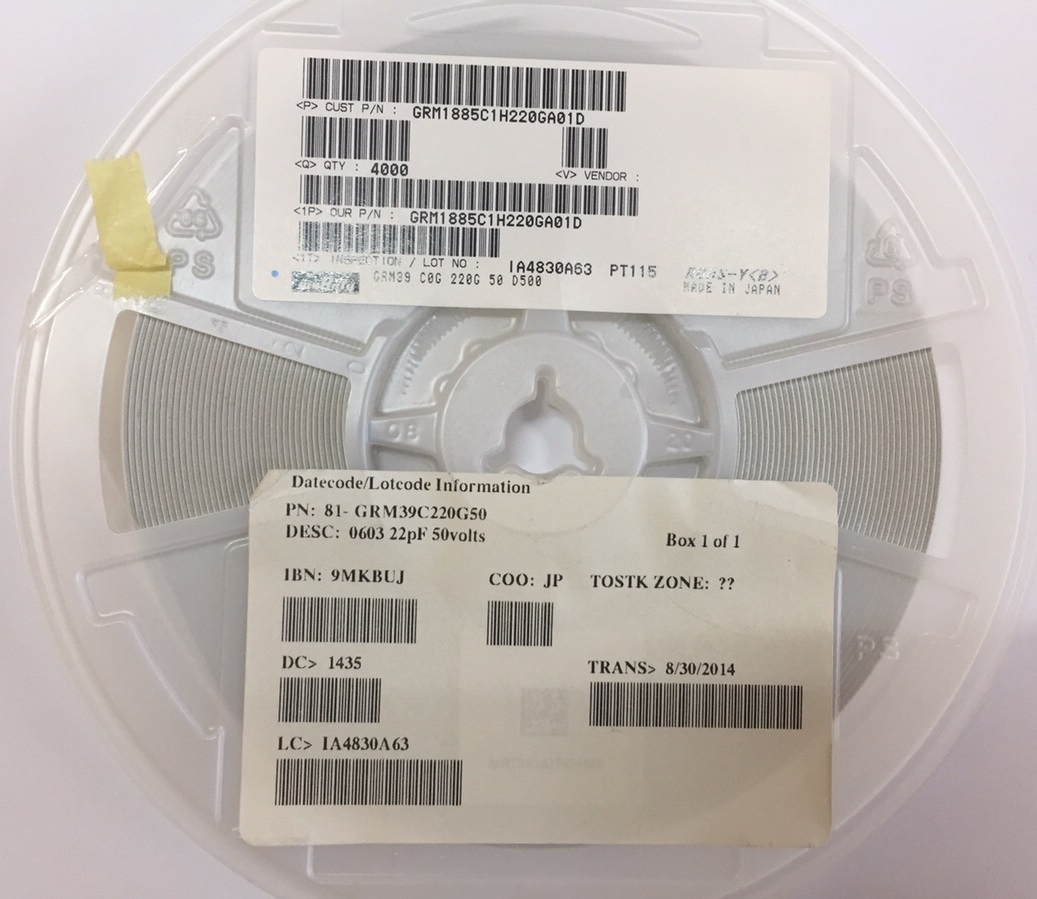 <P> CUST P/N : GRM1885C1H220GA01D
<Q> QTY : 4000 <V> VENDOR :
<1P> OUR P/N : GRM1885C1H220GA01D
<1T> INSPECTION / LOT NO : IA4830A63 PT115
GRM39 C0G 220G 50 D500 MADE IN JAPAN
PS
PS
Datecode/Lotcode Information
PN: 81- GRM39C220G50
DESC: 0603 22pF 50volts Box 1 of 1
IBN: 9MKBUJ COO: JP TOSTK ZONE: ??
DC> 1435 TRANS> 8/30/2014
LC> IA4830A63
PS